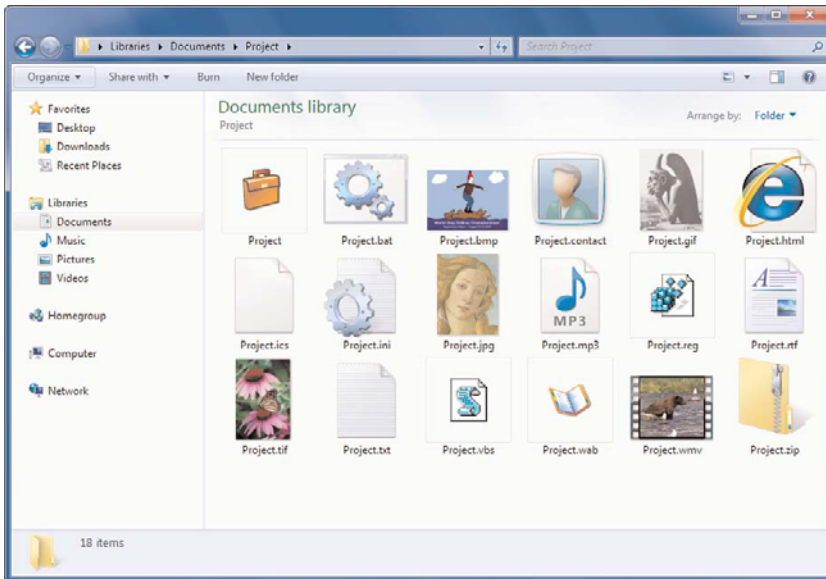 Libraries Documents Project
Search Project
Organize Share with Burn New folder
Favorites
Desktop
Downloads
Recent Places
Libraries
Documents
Music
Pictures
Videos
Homegroup
Computer
Network
Documents library
Project
Arrange by: Folder
Project Project.bat Project.bmp Project.contact Project.gif Project.html
MP3
Project.ics Project.ini Project.jpg Project.mp3 Project.reg Project.rtf
Project.tif Project.txt Project.vbs Project.wab Project.wmv Project.zip
18 items